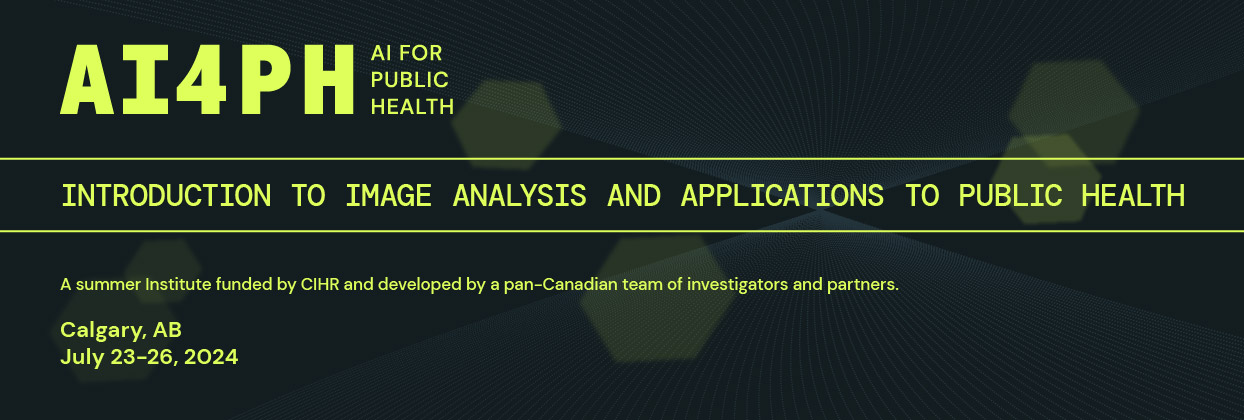 AI4PH
AI FOR
PUBLIC
HEALTH
INTRODUCTION TO IMAGE ANALYSIS AND APPLICATIONS TO PUBLIC HEALTH
A summer Institute funded by CIHR and developed by a pan-Canadian team of investigators and partners.
Calgary, AB
July 23-26, 2024